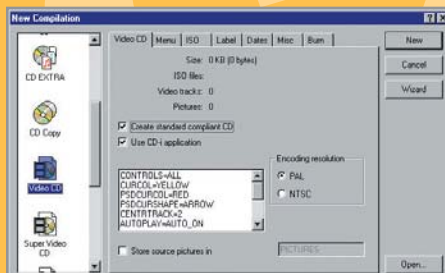 New Compilation
CD EXTRA
CD Copy
Video CD
Super Video
CD
Video CD Menu ISO Label Dates Misc Burn
Size: 0 KB (0 bytes)
ISO files:
Video tracks: 0
Pictures: 0
Create standard compliant CD
Use CD-i application
CONTROLS=ALL
CURCOL=YELLOW
PSDCURCOL=RED
PSDCURSHAPE=ARROW
CENTRTRACK=2
AUTOPLAY=AUTO_ON
Encoding resolution
PAL
NTSC
Store source pictures in
PICTURES
New
Cancel
Wizard
Open...